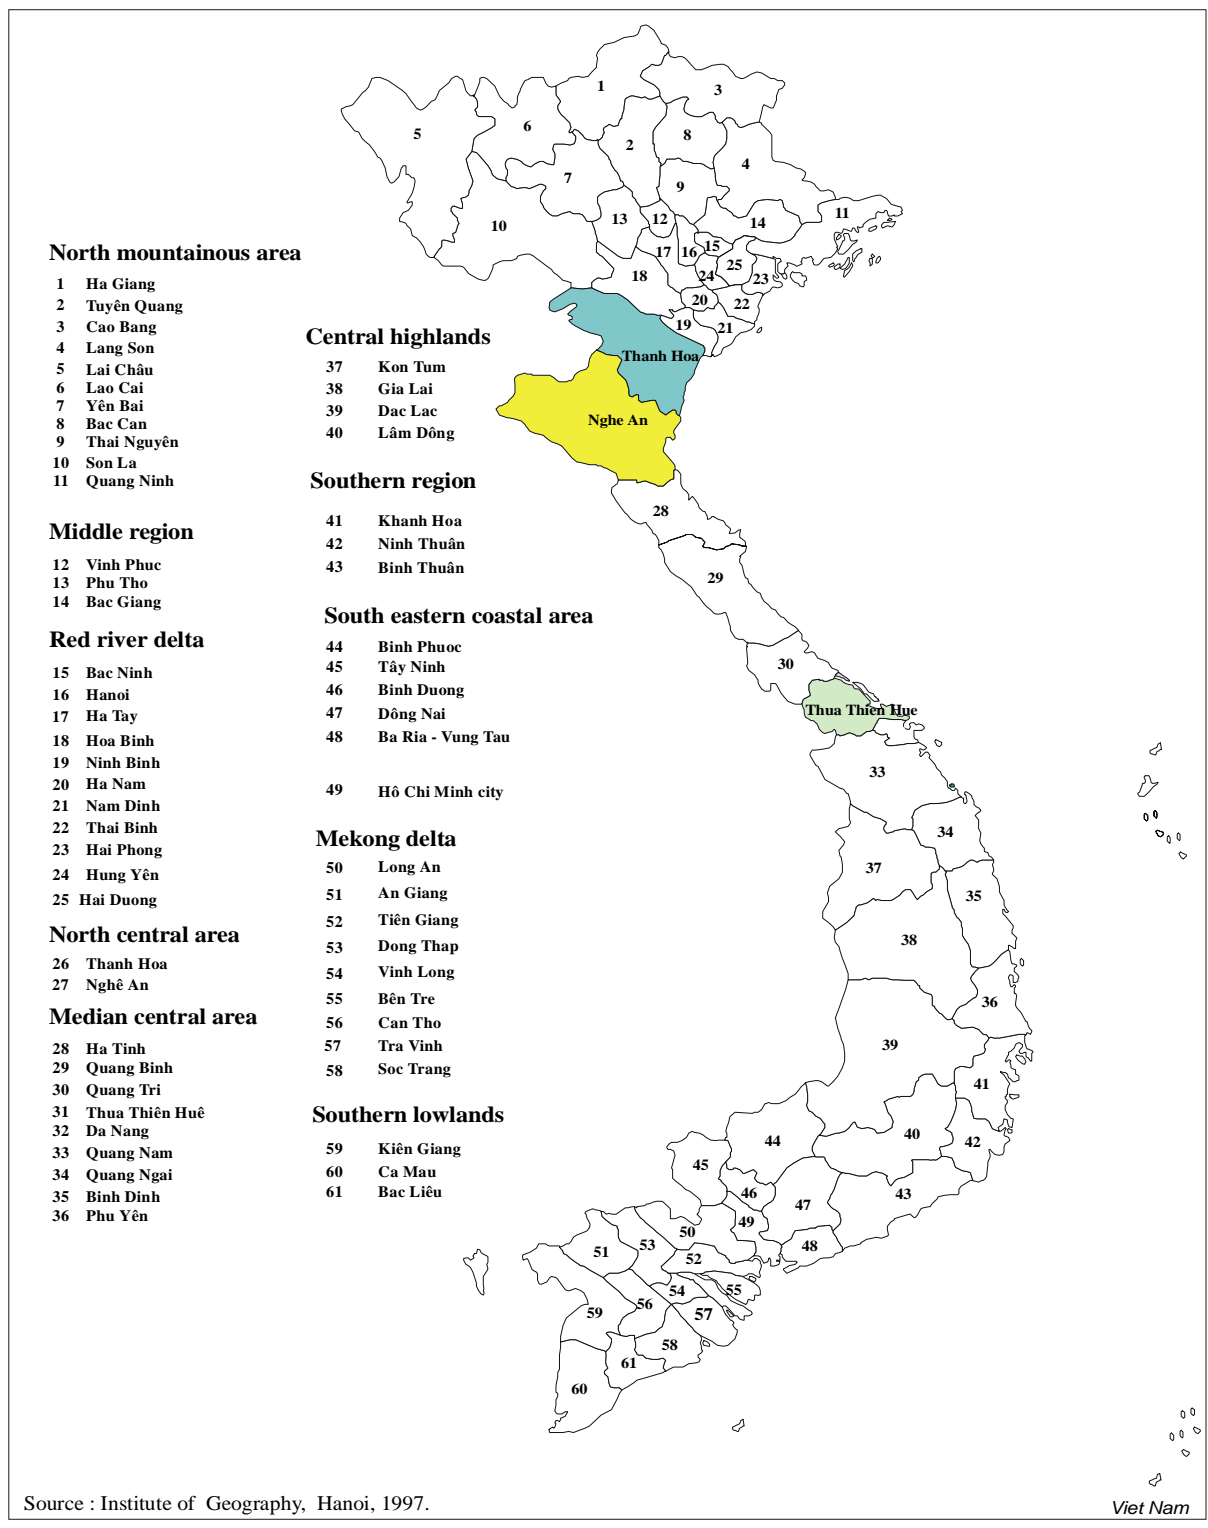 North mountainous area
1 Ha Giang
2 Tuyên Quang
3 Cao Bang
4 Lang Son
5 Lai Châu
6 Lao Cai
7 Yên Bai
8 Bac Can
9 Thai Nguyên
10 Son La
11 Quang Ninh
Middle region
12 Vinh Phuc
13 Phu Tho
14 Bac Giang
Red river delta
15 Bac Ninh
16 Hanoi
17 Ha Tay
18 Hoa Binh
19 Ninh Binh
20 Ha Nam
21 Nam Dinh
22 Thai Binh
23 Hai Phong
24 Hung Yên
25 Hai Duong
North central area
26 Thanh Hoa
27 Nghê An
Median central area
28 Ha Tinh
29 Quang Binh
30 Quang Tri
31 Thua Thiên Huê
32 Da Nang
33 Quang Nam
34 Quang Ngai
35 Binh Dinh
36 Phu Yên
Central highlands
37 Kon Tum
38 Gia Lai
39 Dac Lac
40 Lâm Dông
Southern region
41 Khanh Hoa
42 Ninh Thuân
43 Binh Thuân
South eastern coastal area
44 Binh Phuoc
45 Tây Ninh
46 Binh Duong
47 Dông Nai
48 Ba Ria - Vung Tau
49 Hô Chi Minh city
Mekong delta
50 Long An
51 An Giang
52 Tiên Giang
53 Dong Thap
54 Vinh Long
55 Bên Tre
56 Can Tho
57 Tra Vinh
58 Soc Trang
Southern lowlands
59 Kiên Giang
60 Ca Mau
61 Bac Liêu
1
3
5
6
2
8
4
7
9
10
13
12
14
11
17
16
15
18
24
25
23
20
22
19
21
Thanh Hoa
Nghe An
28
29
30
Thua Thien Hue
33
34
37
35
38
36
39
41
40
42
44
45
46
43
47
49
48
50
53
51
52
54
55
56
59
57
58
61
60
Source : Institute of Geography, Hanoi, 1997.
Viet Nam